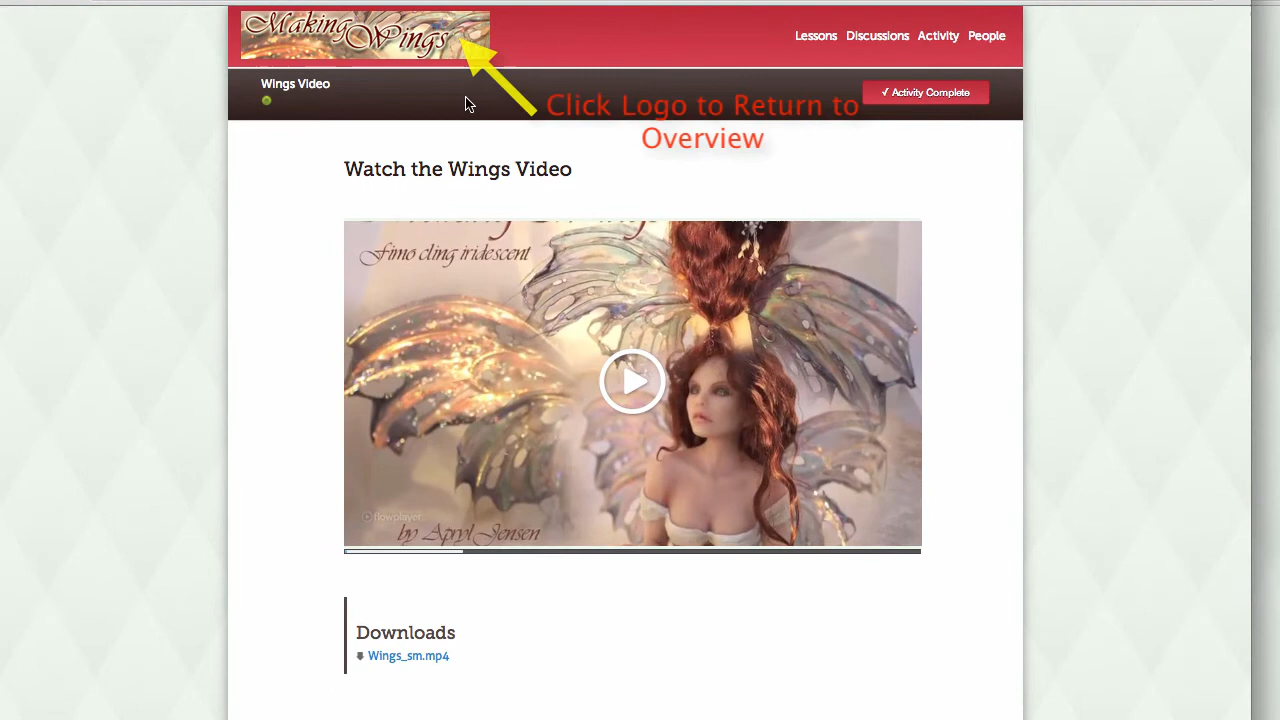 Making Wings
Lessons Discussions Activity People
Wings Video
✓ Activity Complete
Click Logo to Return to
Overview
Watch the Wings Video
Fimo cling iridescent
flowplayer
by Apryl Jensen
Downloads
Wings_sm.mp4